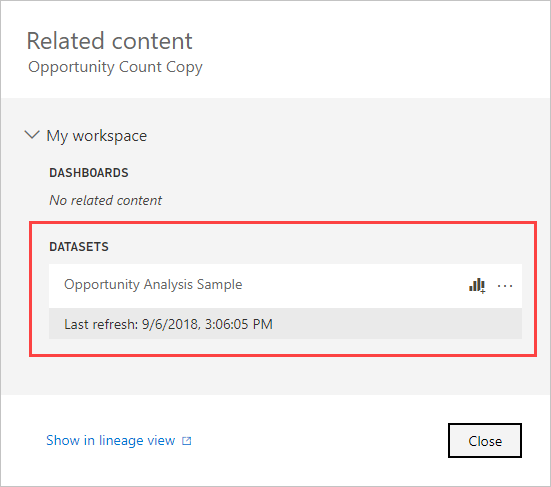 Related content
Opportunity Count Copy
My workspace
DASHBOARDS
No related content
DATASETS
Opportunity Analysis Sample
Last refresh: 9/6/2018, 3:06:05 PM
Show in lineage view
Close